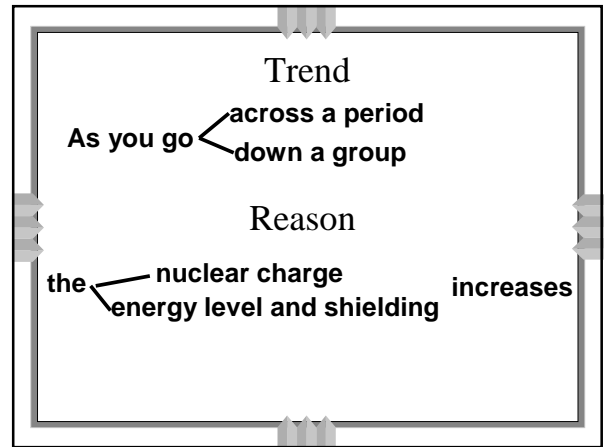 Trend
across a period
As you go
down a group
Reason
nuclear charge
the
increases
energy level and shielding